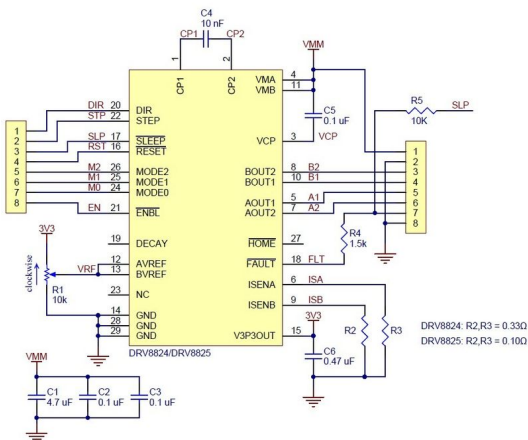 C4
10 nF
CP1 CP2
1 2
CP1 CP2
VMM
VMA 4
VMB 11
C5
0.1 uF
VCP 3 VCP
R5
10K
SLP
1 DIR 20 DIR
2 STP 22 STEP
3 SLP 17 SLEEP
4 RST 16 RESET
5 M2 26 MODE2
6 M1 25 MODE1
7 M0 24 MODE0
8 EN 21 ENBL
BOUT2 8 B2
BOUT1 10 B1
AOUT1 5 A1
AOUT2 7 A2
1
2
3
4
5
6
7
8
19 DECAY
HOME 27
R4
1.5k
FAULT 18 FLT
3V3
clockwise
R1
10k
VRF
12 AREF
13 BVREF
23 NC
14 GND
28 GND
29 GND
ISENA 6 ISA
ISENB 9 ISB
3V3
V3P3OUT 15
R2 R3
C6
0.47 uF
DRV8824: R2,R3 = 0.33Ω
DRV8825: R2,R3 = 0.10Ω
DRV8824/DRV8825
VMM
C1
4.7 uF
C2
0.1 uF
C3
0.1 uF